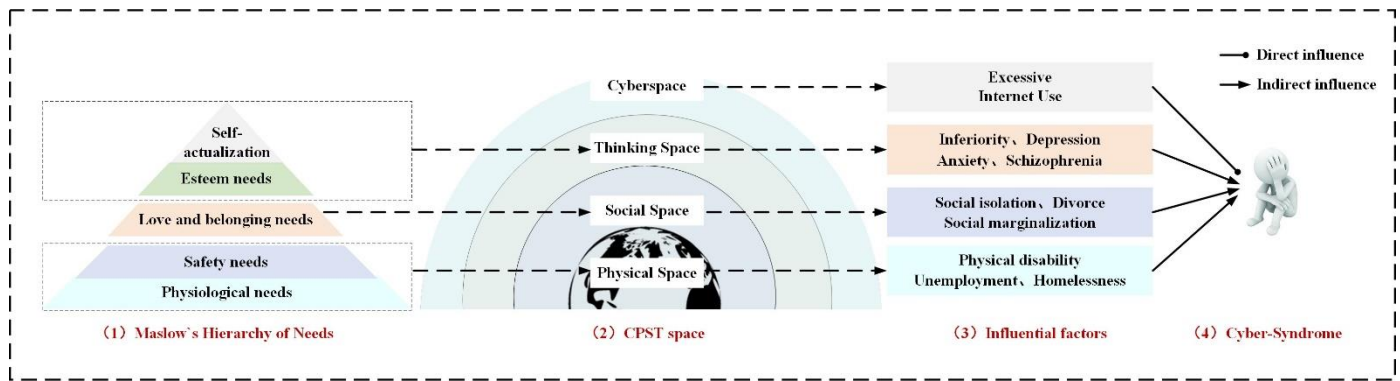 Self-
actualization
Esteem needs
Love and belonging needs
Safety needs
Physiological needs
(1) Maslow`s Hierarchy of Needs
Cyberspace
Thinking Space
Social Space
Physical Space
(2) CPST space
Excessive
Internet Use
Inferiority、Depression
Anxiety、Schizophrenia
Social isolation、Divorce
Social marginalization
Physical disability
Unemployment、Homelessness
(3) Influential factors
Direct influence
Indirect influence
(4) Cyber-Syndrome